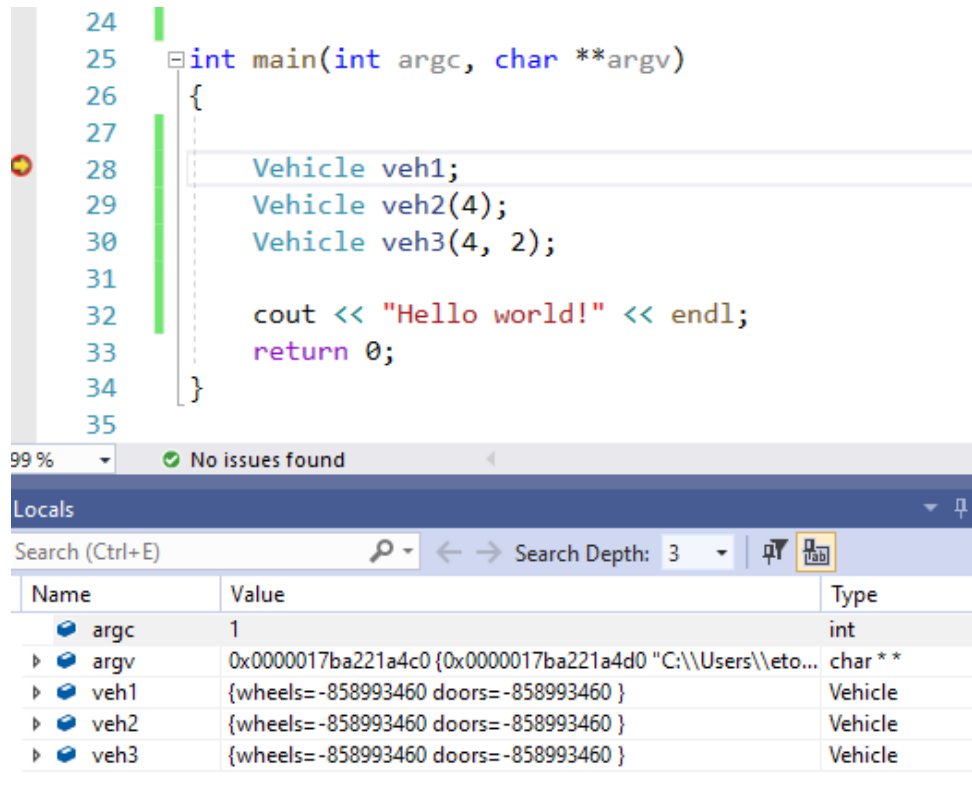 24
25 int main(int argc, char **argv)
26 {
27
28 Vehicle veh1;
29 Vehicle veh2(4);
30 Vehicle veh3(4, 2);
31
32 cout << "Hello world!" << endl;
33 return 0;
34 }
35
99 % No issues found
Locals
Search (Ctrl+E) Search Depth: 3
Name Value Type
argc 1 int
argv 0x0000017ba221a4c0 {0x0000017ba221a4d0 "C:\\Users\\eto... char * *
veh1 {wheels=-858993460 doors=-858993460 } Vehicle
veh2 {wheels=-858993460 doors=-858993460 } Vehicle
veh3 {wheels=-858993460 doors=-858993460 } Vehicle